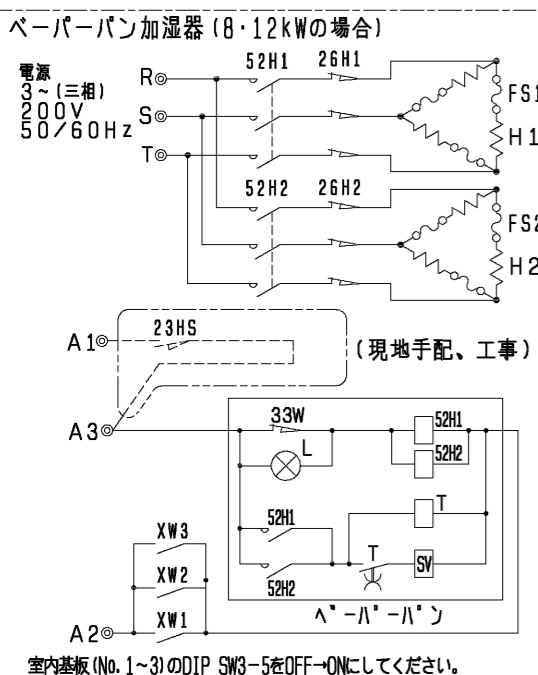 ベーパーパン加湿器(8・12kWの場合)
電源
3~(三相)
200V
50/60Hz
R
S
T
52H1
26H1
FS1
H1
52H2
26H2
FS2
H2
A1
23HS
(現地手配、工事)
A3
33W
L
52H1
52H2
T
52H1
52H2
T
SV
ベーパーパン
XW3
XW2
XW1
A2
室内基板(No.1~3)のDIP SW3-5をOFF→ONにしてください。